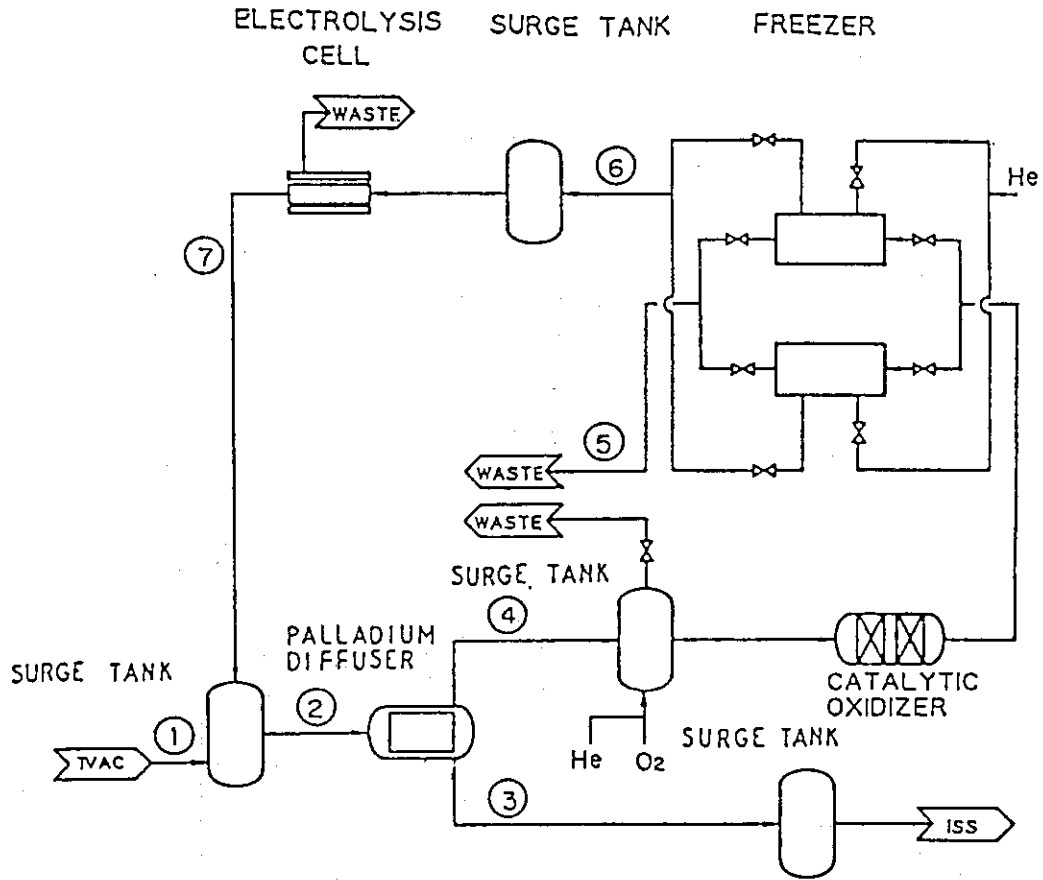 ELECTROLYSIS
CELL
SURGE TANK
FREEZER
WASTE
6
He
7
5
WASTE
WASTE
SURGE TANK
4
PALLADIUM
DIFFUSER
SURGE TANK
CATALYTIC
OXIDIZER
2
1
SURGE TANK
He
O2
TVAC
3
ISS